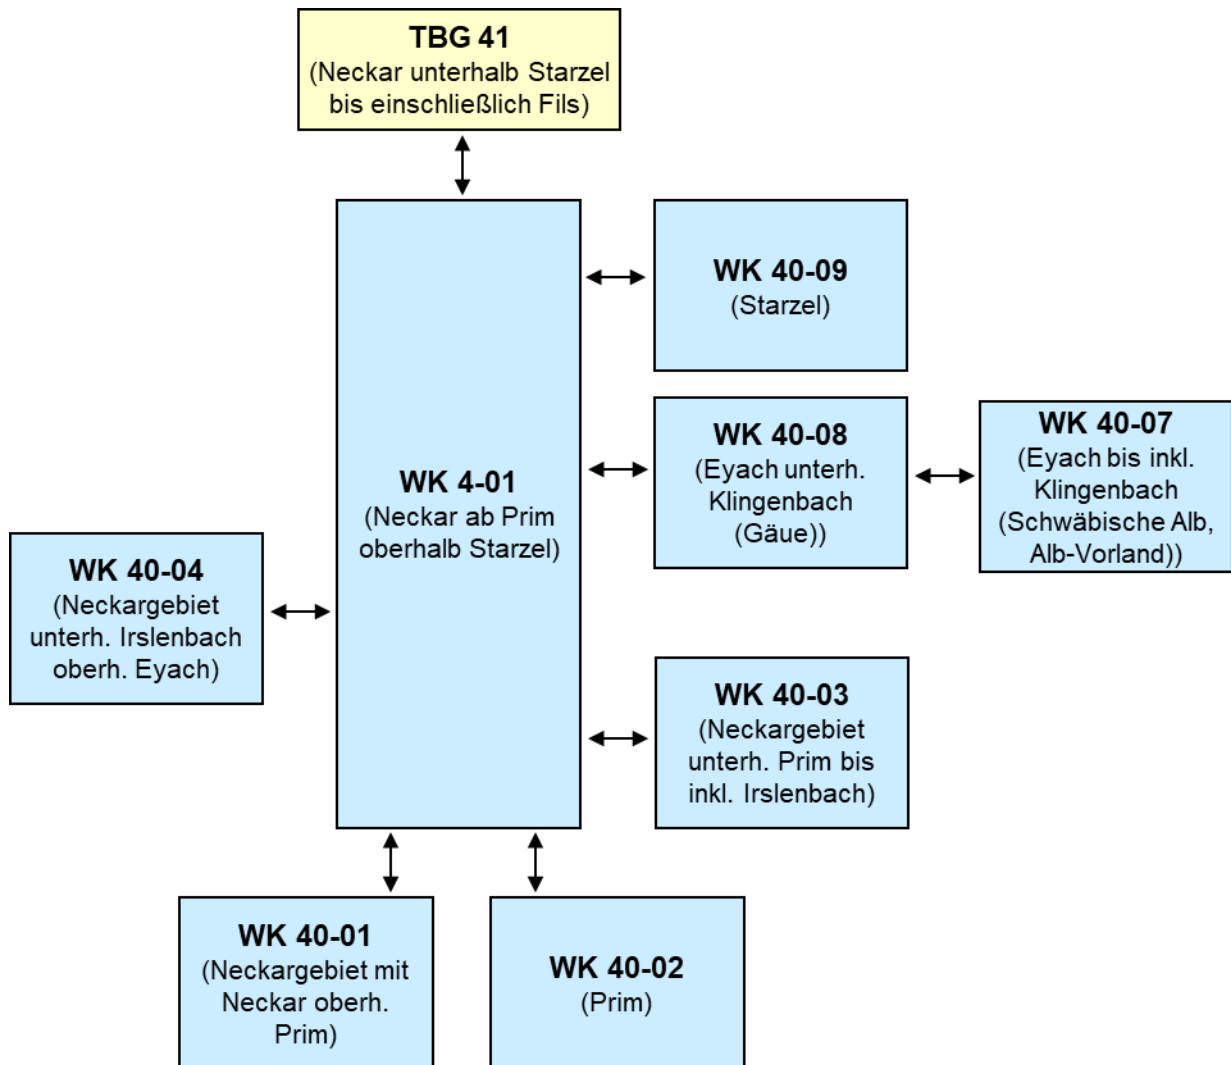 TBG 41
(Neckar unterhalb Starzel
bis einschließlich Fils)
WK 40-09
(Starzel)
WK 4-01
(Neckar ab Prim
oberhalb Starzel)
WK 40-08
(Eyach unterh.
Klingenbach
(Gäue))
WK 40-07
(Eyach bis inkl.
Klingenbach
(Schwäbische Alb,
Alb-Vorland))
WK 40-04
(Neckargebiet
unterh. Irslenbach
oberh. Eyach)
WK 40-03
(Neckargebiet
unterh. Prim bis
inkl. Irslenbach)
WK 40-01
(Neckargebiet mit
Neckar oberh.
Prim)
WK 40-02
(Prim)